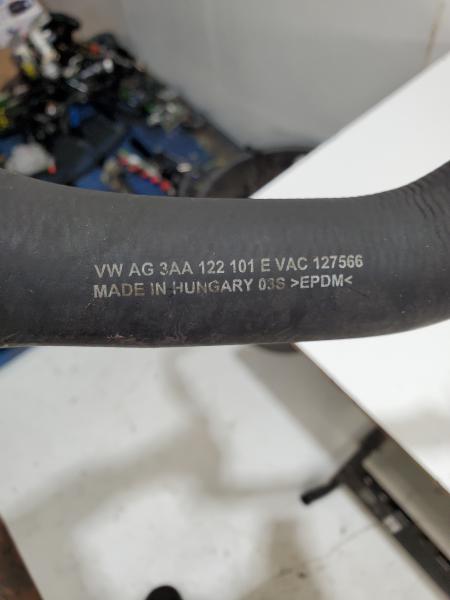 VW AG 3AA 122 101 E VAC 127566
MADE IN HUNGARY 03S >EPDM<